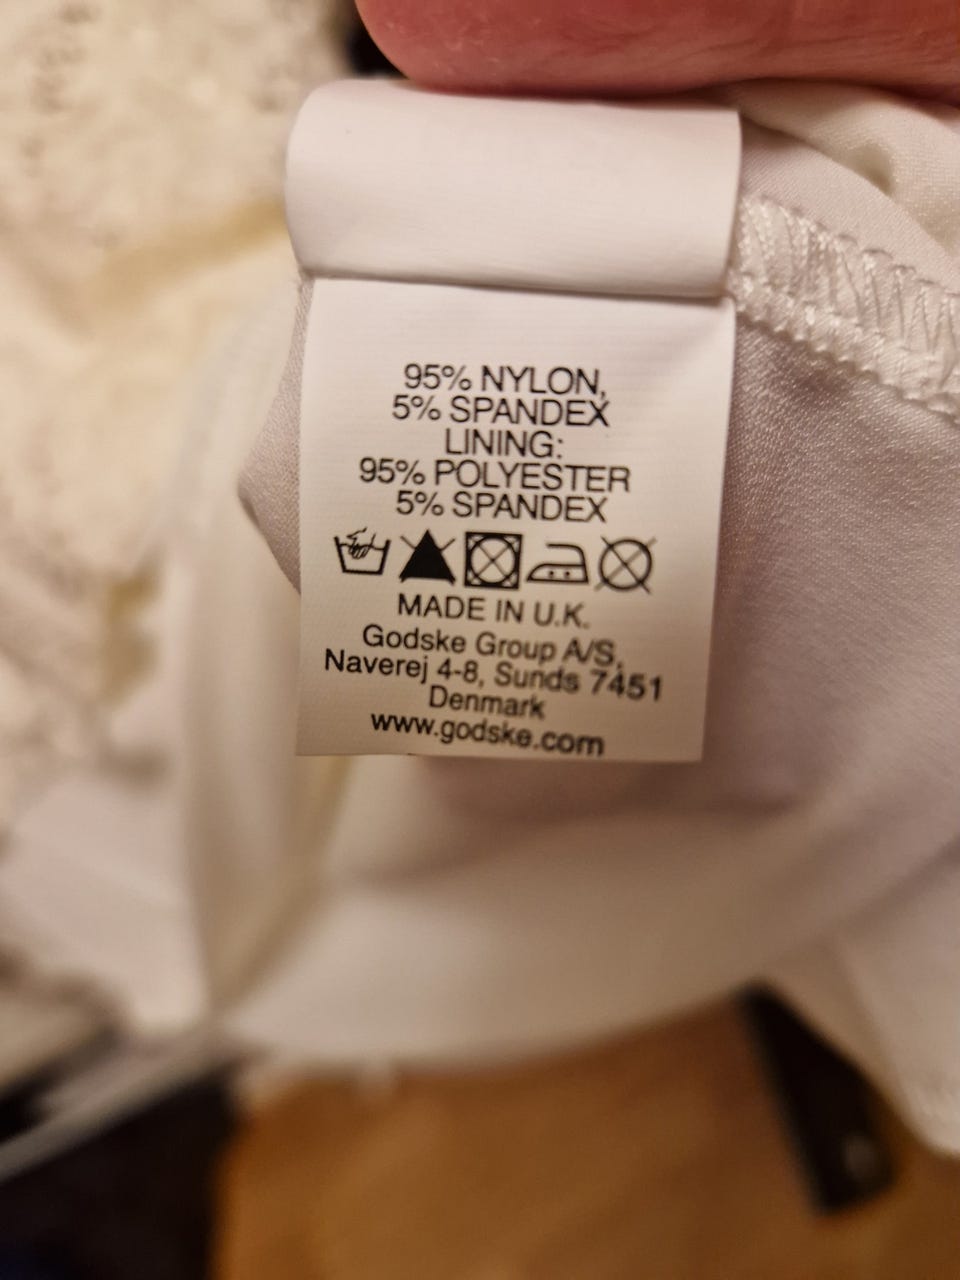 95% NYLON,
5% SPANDEX
LINING:
95% POLYESTER
5% SPANDEX
MADE IN U.K.
Godske Group A/S,
Naverej 4-8, Sunds 7451
Denmark
www.godske.com